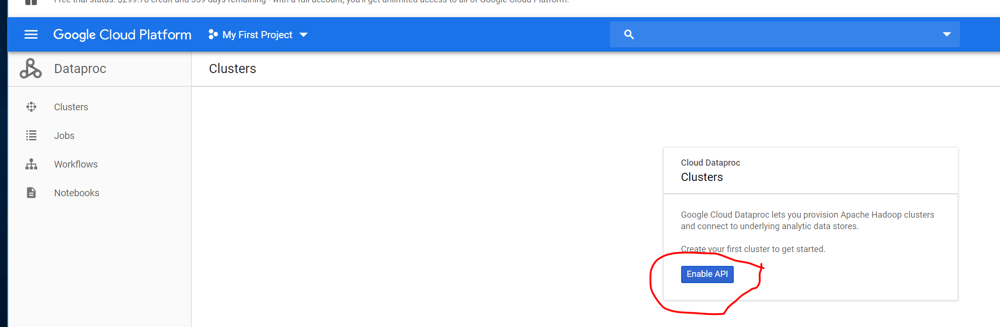 Free trial status: $299.78 credit and 359 days remaining - with a full account, you'll get unlimited access to all of Google Cloud Platform.
Google Cloud Platform My First Project
Dataproc
Clusters
Clusters
Jobs
Workflows
Notebooks
Cloud Dataproc
Clusters
Google Cloud Dataproc lets you provision Apache Hadoop clusters
and connect to underlying analytic data stores.
Create your first cluster to get started.
Enable API